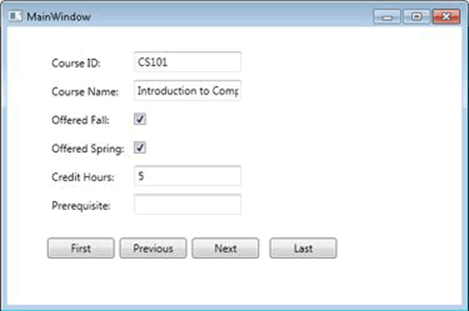 MainWindow
Course ID: CS101
Course Name: Introduction to Comp
Offered Fall:
Offered Spring:
Credit Hours: 5
Prerequisite:
First Previous Next Last